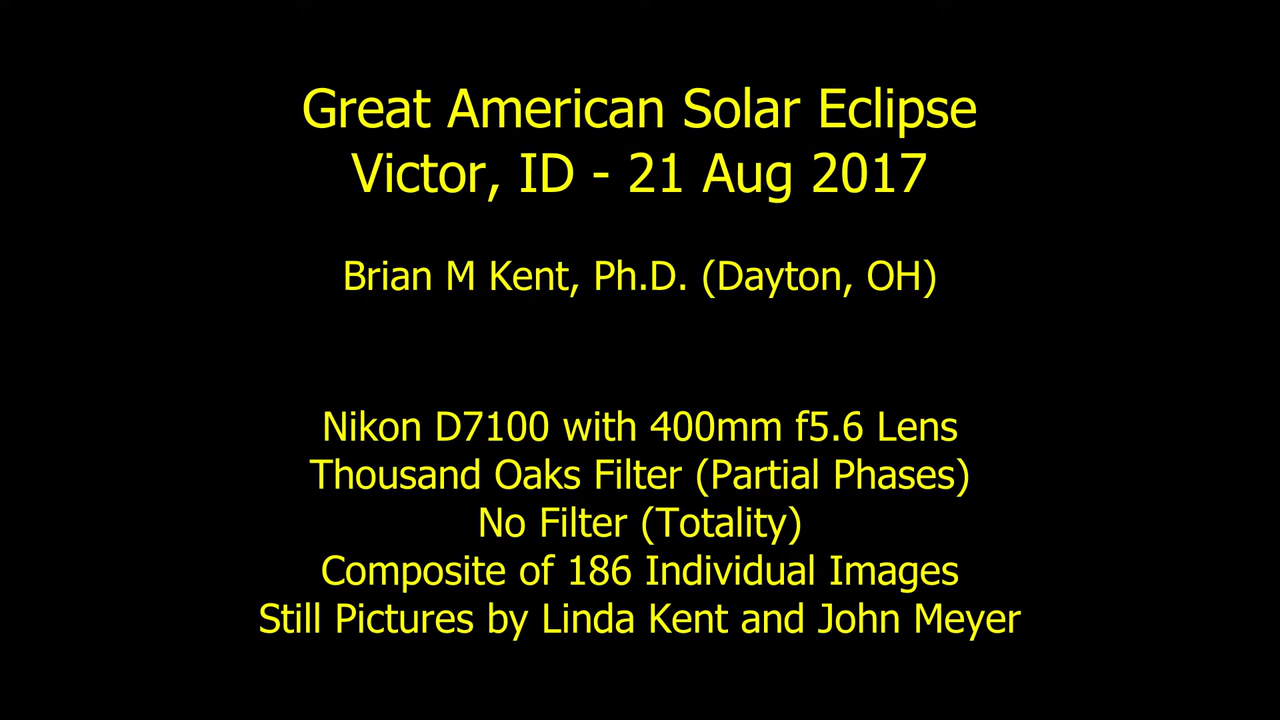 Great American Solar Eclipse
Victor, ID - 21 Aug 2017
Brian M Kent, Ph.D. (Dayton, OH)
Nikon D7100 with 400mm f5.6 Lens
Thousand Oaks Filter (Partial Phases)
No Filter (Totality)
Composite of 186 Individual Images
Still Pictures by Linda Kent and John Meyer